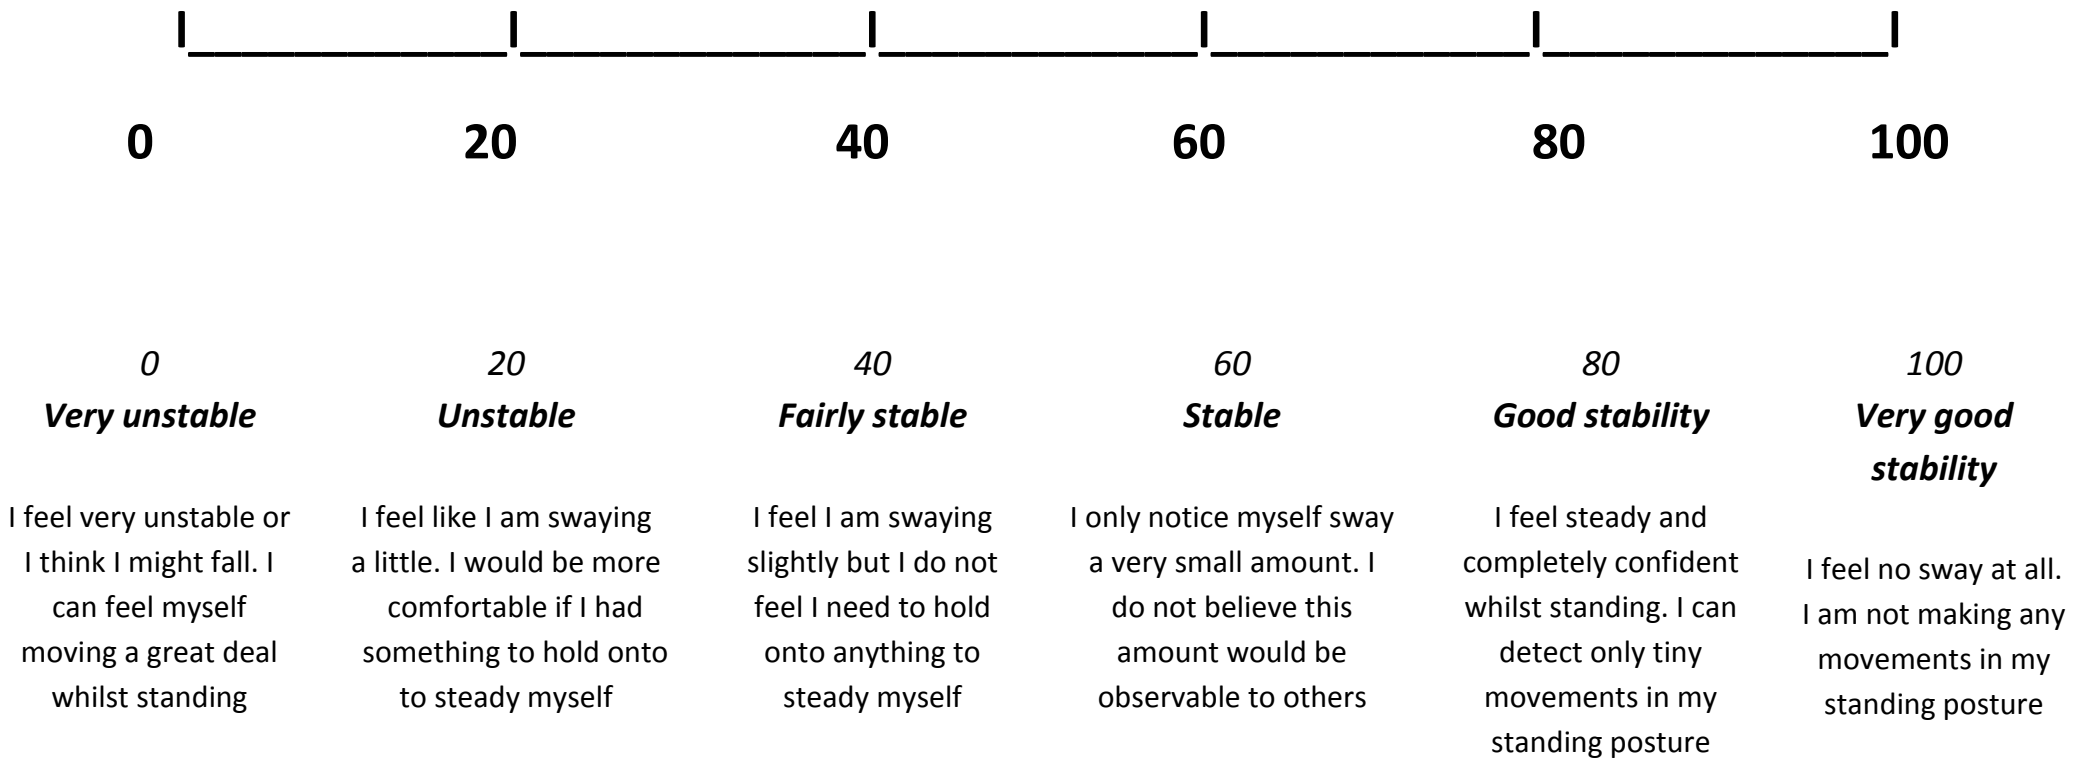 0 20 40 60 80 100
0
Very unstable
I feel very unstable or
I think I might fall. I
can feel myself
moving a great deal
whilst standing
20
Unstable
I feel like I am swaying
a little. I would be more
comfortable if I had
something to hold onto
to steady myself
40
Fairly stable
I feel I am swaying
slightly but I do not
feel I need to hold
onto anything to
steady myself
60
Stable
I only notice myself sway
a very small amount. I
do not believe this
amount would be
observable to others
80
Good stability
I feel steady and
completely confident
whilst standing. I can
detect only tiny
movements in my
standing posture
100
Very good
stability
I feel no sway at all.
I am not making any
movements in my
standing posture